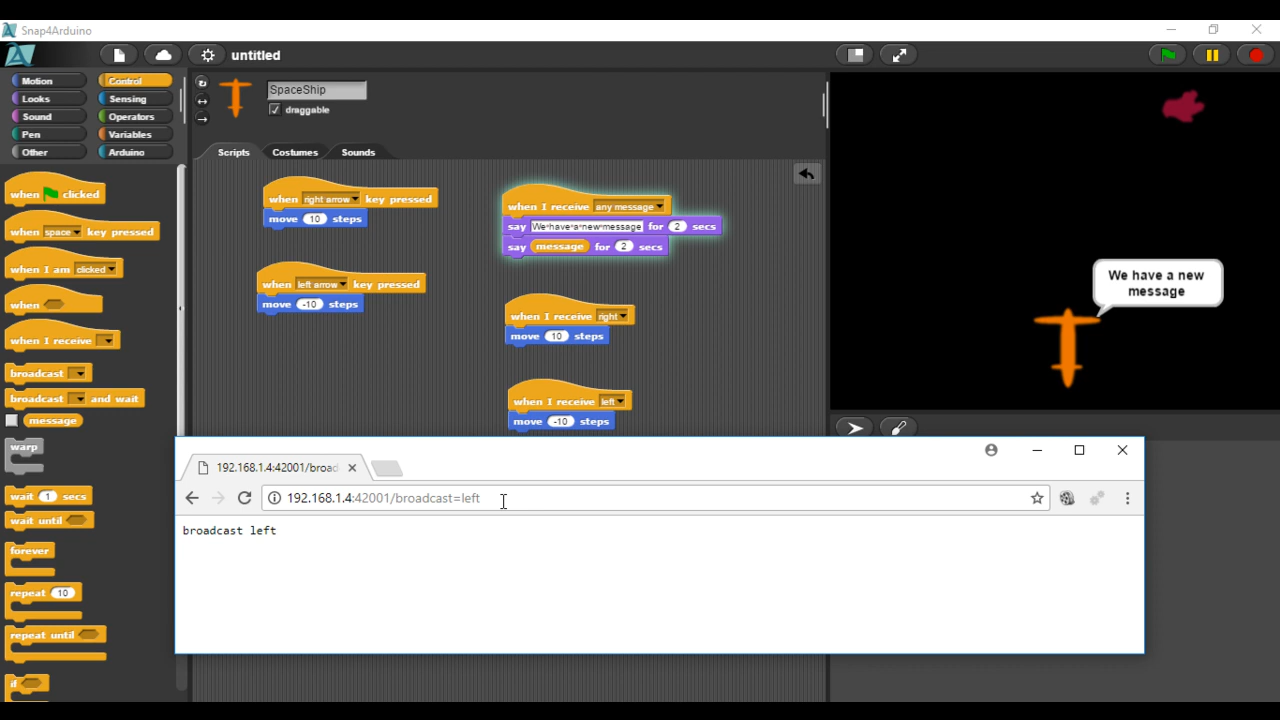 Snap4Arduino
untitled
Motion Control
Looks Sensing
Sound Operators
Pen Variables
Other Arduino
SpaceShip
draggable
Scripts Costumes Sounds
when clicked
when space key pressed
when I am clicked
when
when I receive
broadcast
broadcast and wait
message
warp
wait 1 secs
wait until
forever
repeat 10
repeat until
if
when right arrow key pressed
move 10 steps
when left arrow key pressed
move -10 steps
when I receive any message
say We have a new message for 2 secs
say message for 2 secs
when I receive right
move 10 steps
when I receive left
move -10 steps
We have a new
message
192.168.1.4:42001/broad
192.168.1.4:42001/broadcast=left
broadcast left